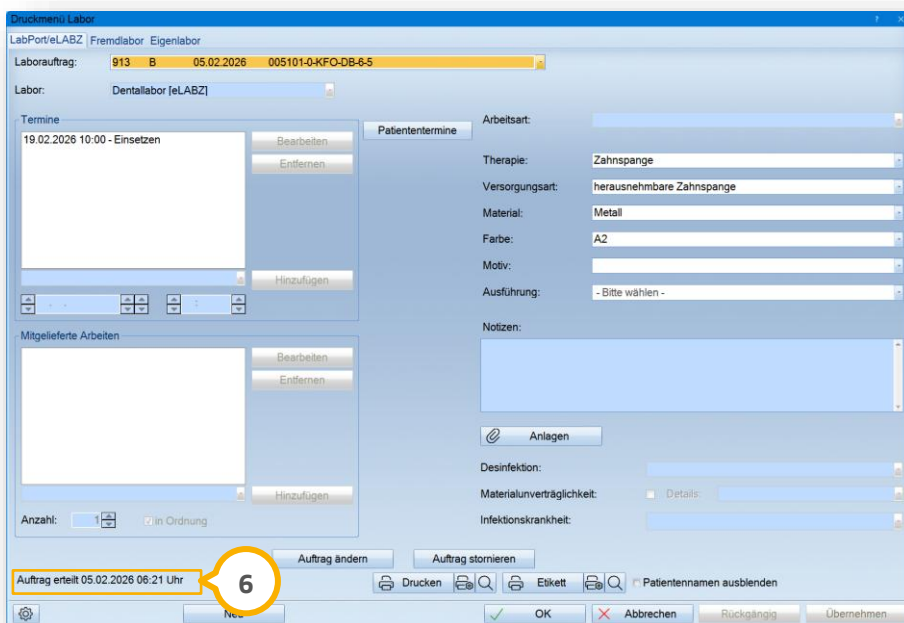 Druckmenü Labor
LabPort/eLABZ Fremdlabor Eigenlabor
Laborauftrag: 913 B 05.02.2026 005101-0-KFO-DB-6-5
Labor: Dentallabor [eLABZ]
Termine
19.02.2026 10:00 - Einsetzen
Bearbeiten
Entfernen
Hinzufügen
. . :
Patiententermine
Mitgelieferte Arbeiten
Bearbeiten
Entfernen
Hinzufügen
Anzahl: 1 in Ordnung
Arbeitsart:
Therapie: Zahnspange
Versorgungsart: herausnehmbare Zahnspange
Material: Metall
Farbe: A2
Motiv:
Ausführung: - Bitte wählen -
Notizen:
Anlagen
Desinfektion:
Materialunverträglichkeit: Details:
Infektionskrankheit:
Auftrag ändern Auftrag stornieren
Auftrag erteilt 05.02.2026 06:21 Uhr 6 Drucken Etikett Patientennamen ausblenden
OK Abbrechen Rückgängig Übernehmen